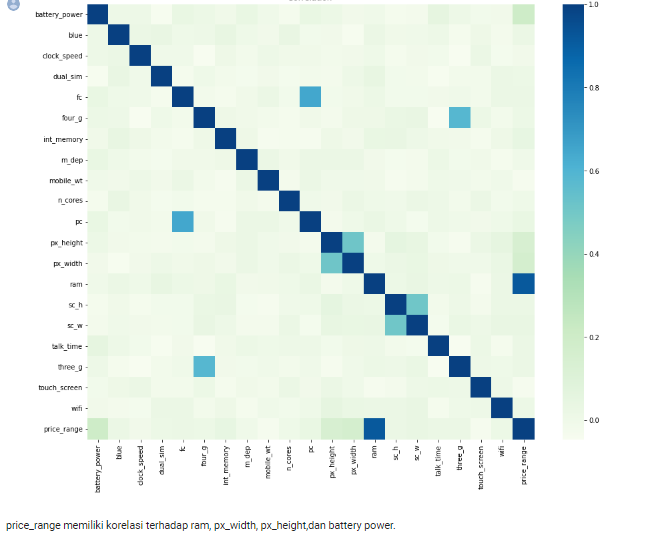 battery_power
blue
clock_speed
dual_sim
fc
four_g
int_memory
m_dep
mobile_wt
n_cores
pc
px_height
px_width
ram
sc_h
sc_w
talk_time
three_g
touch_screen
wifi
price_range
battery_power
blue
clock_speed
dual_sim
fc
four_g
int_memory
m_dep
mobile_wt
n_cores
pc
px_height
px_width
ram
sc_h
sc_w
talk_time
three_g
touch_screen
wifi
price_range
1.0
0.8
0.6
0.4
0.2
0.0
price_range memiliki korelasi terhadap ram, px_width, px_height,dan battery power.